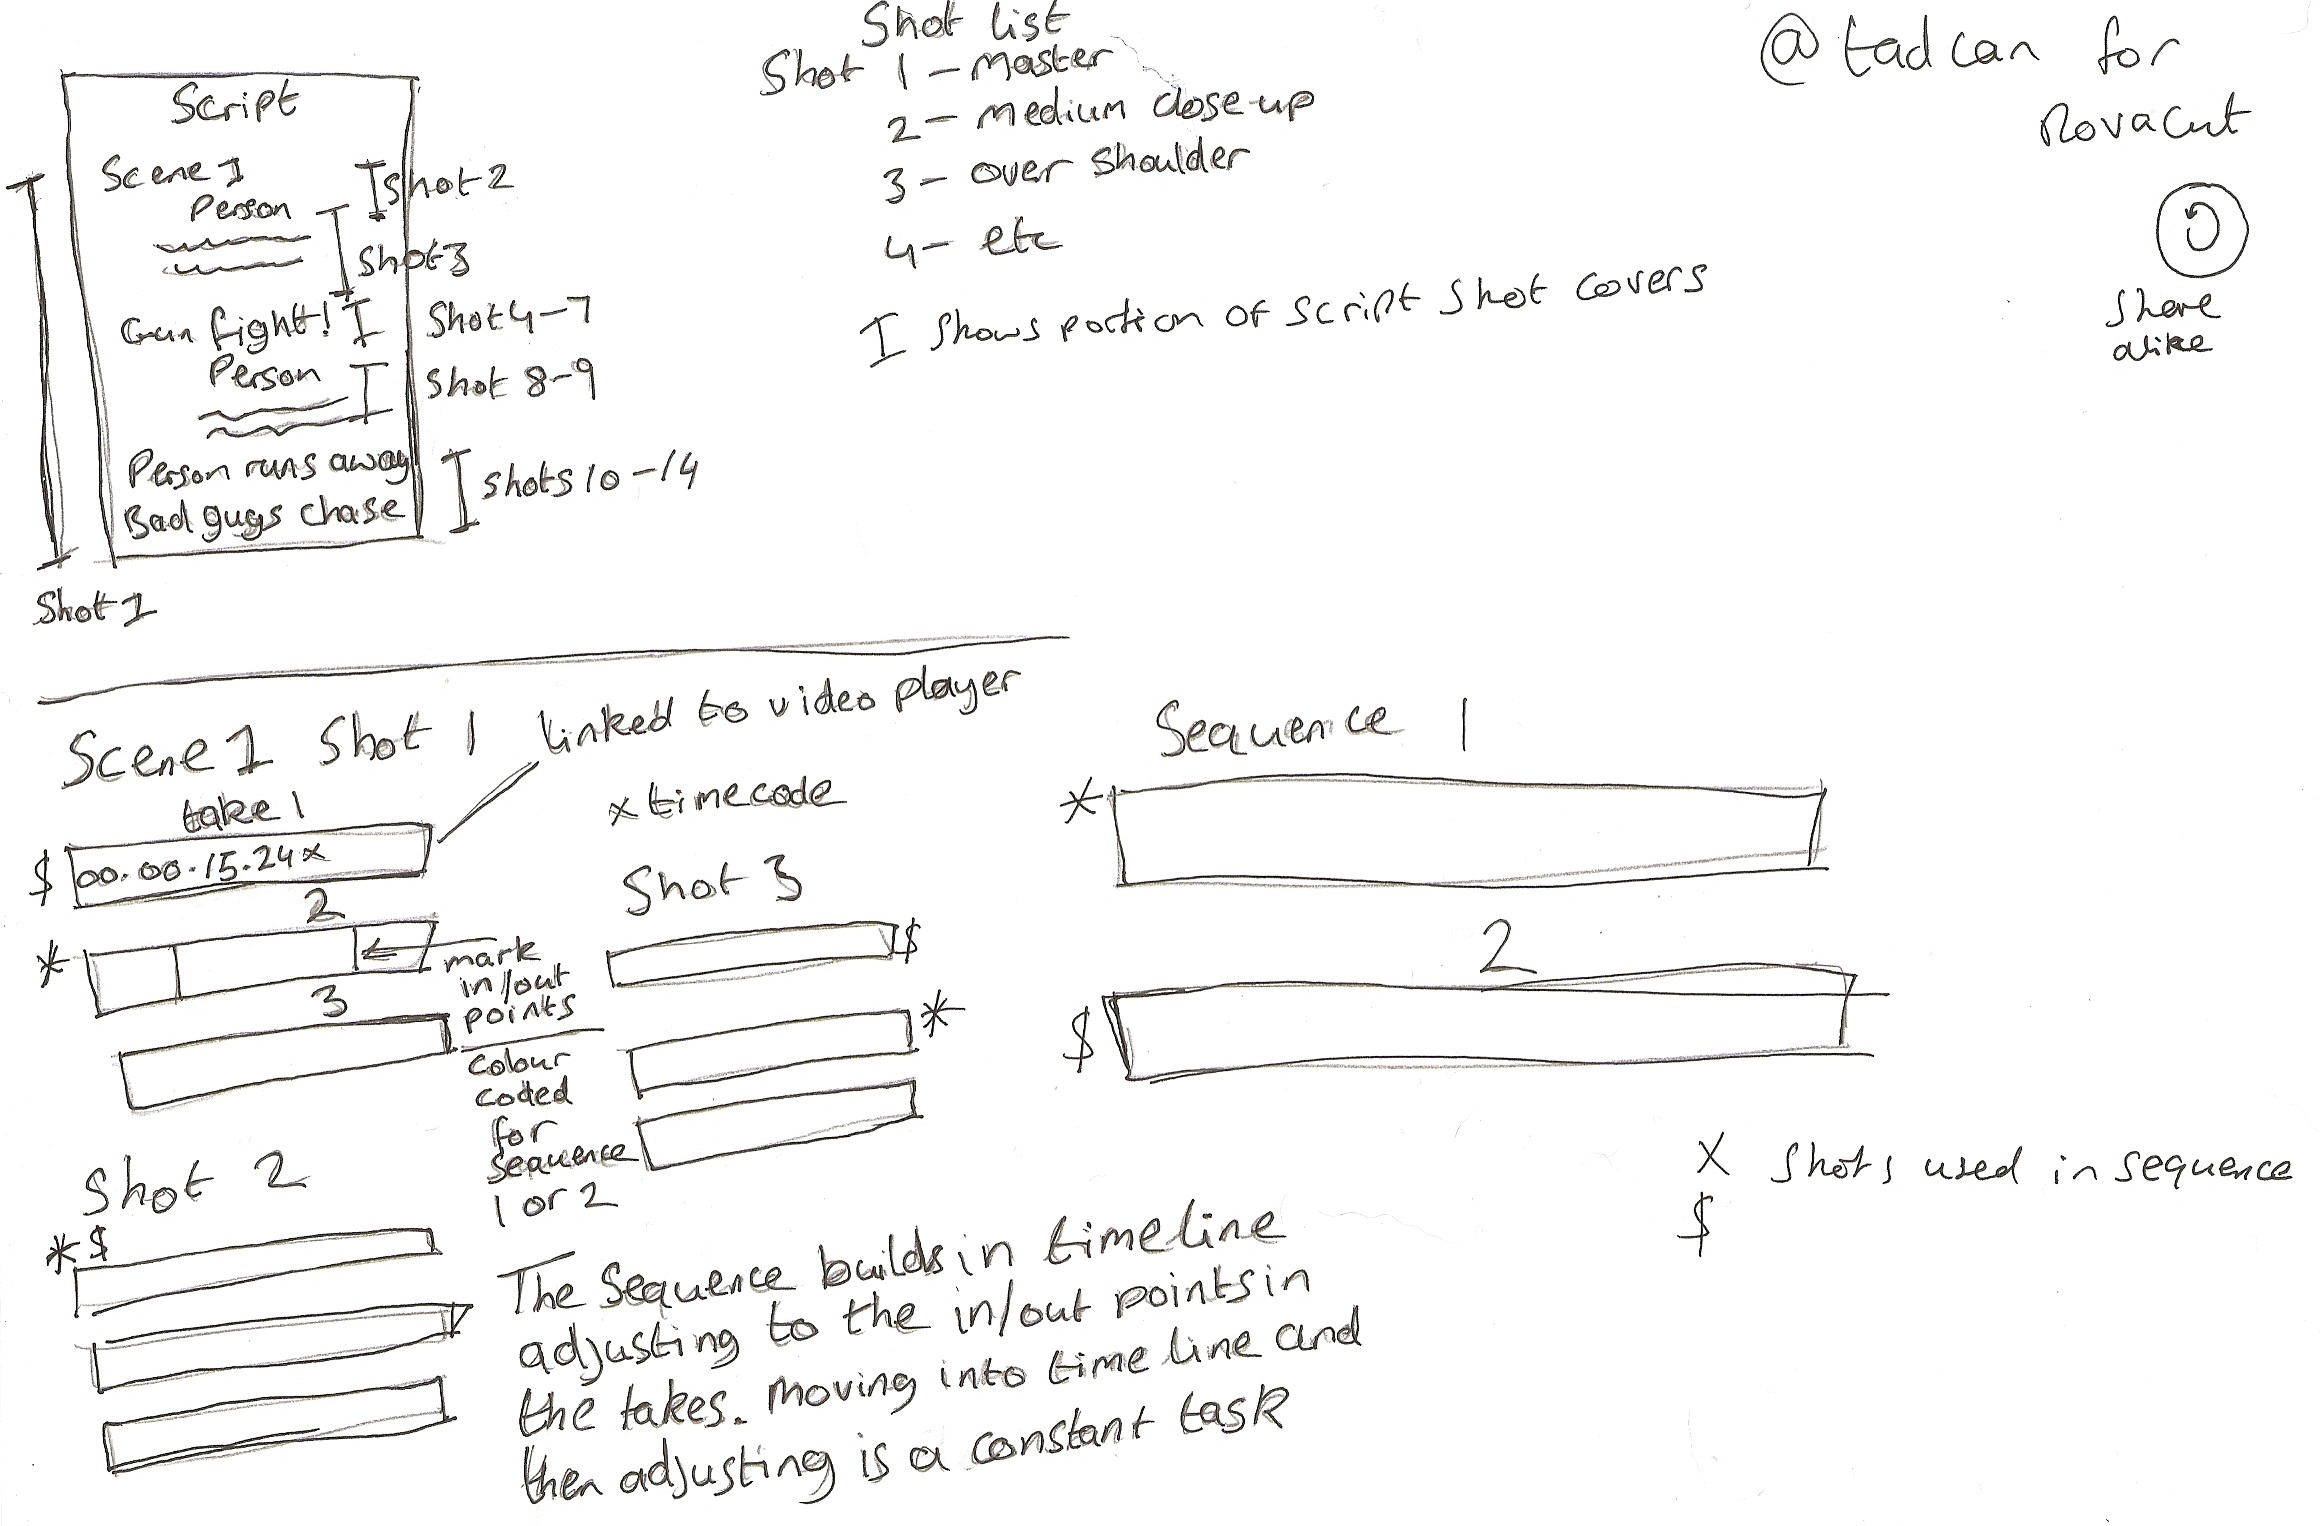 Shot list
Shot 1 - Master
2 - medium close-up
3 - over shoulder
4 - etc
I shows portion of script shot covers
@tadcan for
Novacut
share
alike
Script
Scene 1
Person
Gun fight!
Person
Person runs away
Bad guys chase
Shot 2
Shot 3
Shot 4-7
Shot 8-9
Shots 10-14
Shot 1
Scene 1 Shot 1
linked to video player
take 1
$ 00.00.15.24x
x timecode
2
*
mark
in/out
points
3
colour
coded
for
sequence
1 or 2
Shot 3
$
*
Shot 2
* $
Sequence 1
*
2
$
X Shots used in sequence
$
The sequence builds in timeline
adjusting to the in/out points in
the takes. Moving into time line and
then adjusting is a constant task